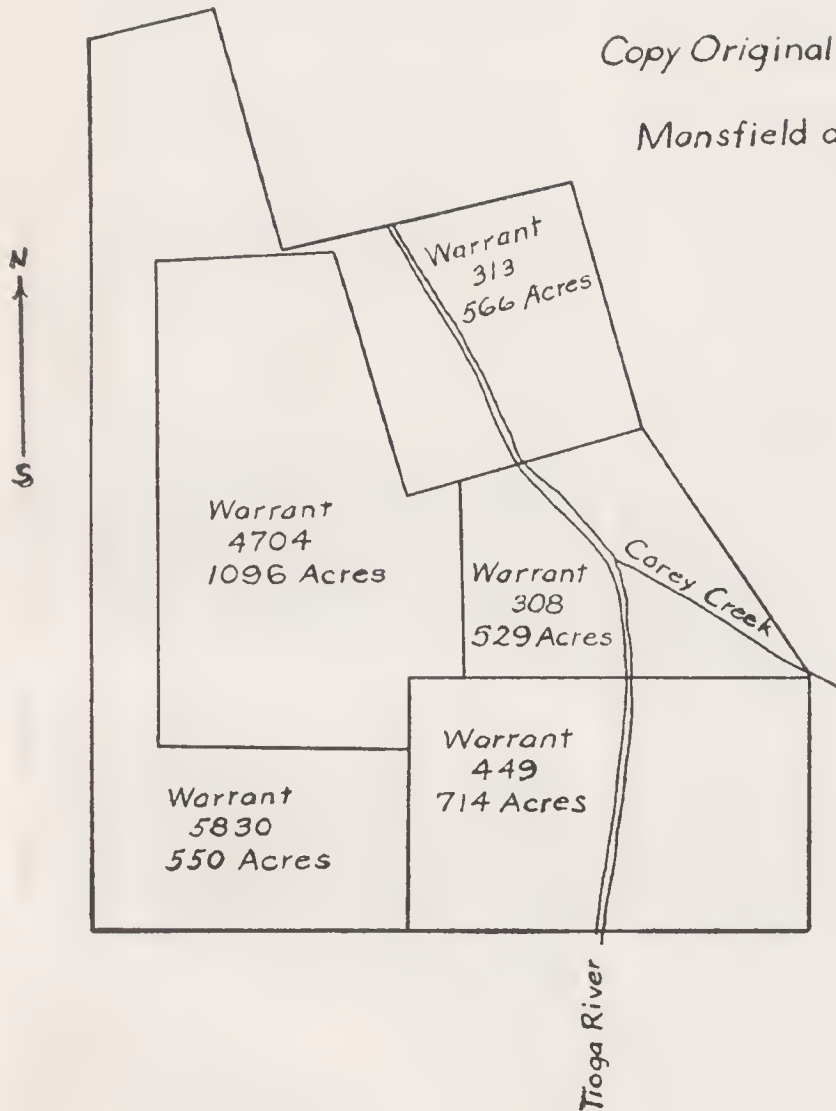 Copy Original
Mansfield
N
S
Warrant
313
566 Acres
Warrant
4704
1096 Acres
Warrant
308
529 Acres
Corey Creek
Warrant
449
714 Acres
Warrant
5830
550 Acres
Tioga River